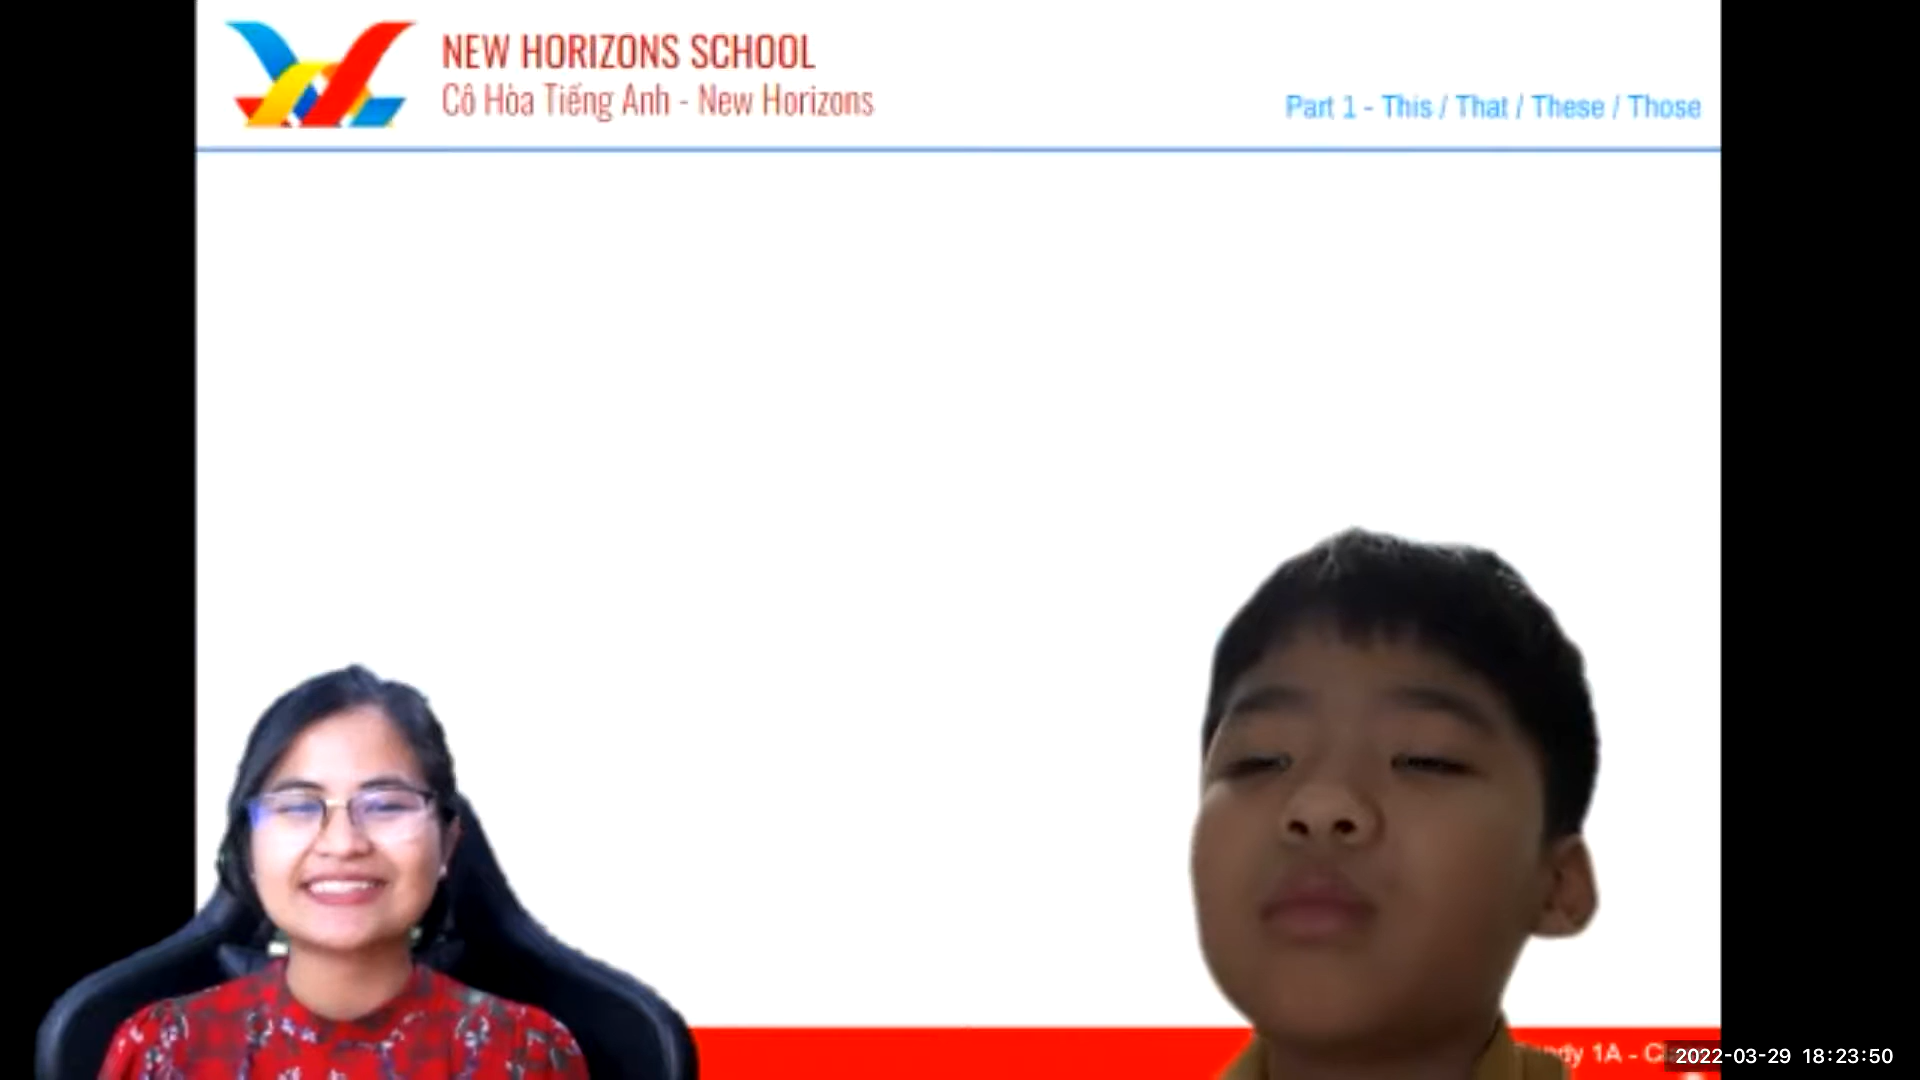 NEW HORIZONS SCHOOL
Cô Hòa Tiếng Anh - New Horizons
Part 1 - This / That / These / Those
1A -
2022-03-29 18:23:50